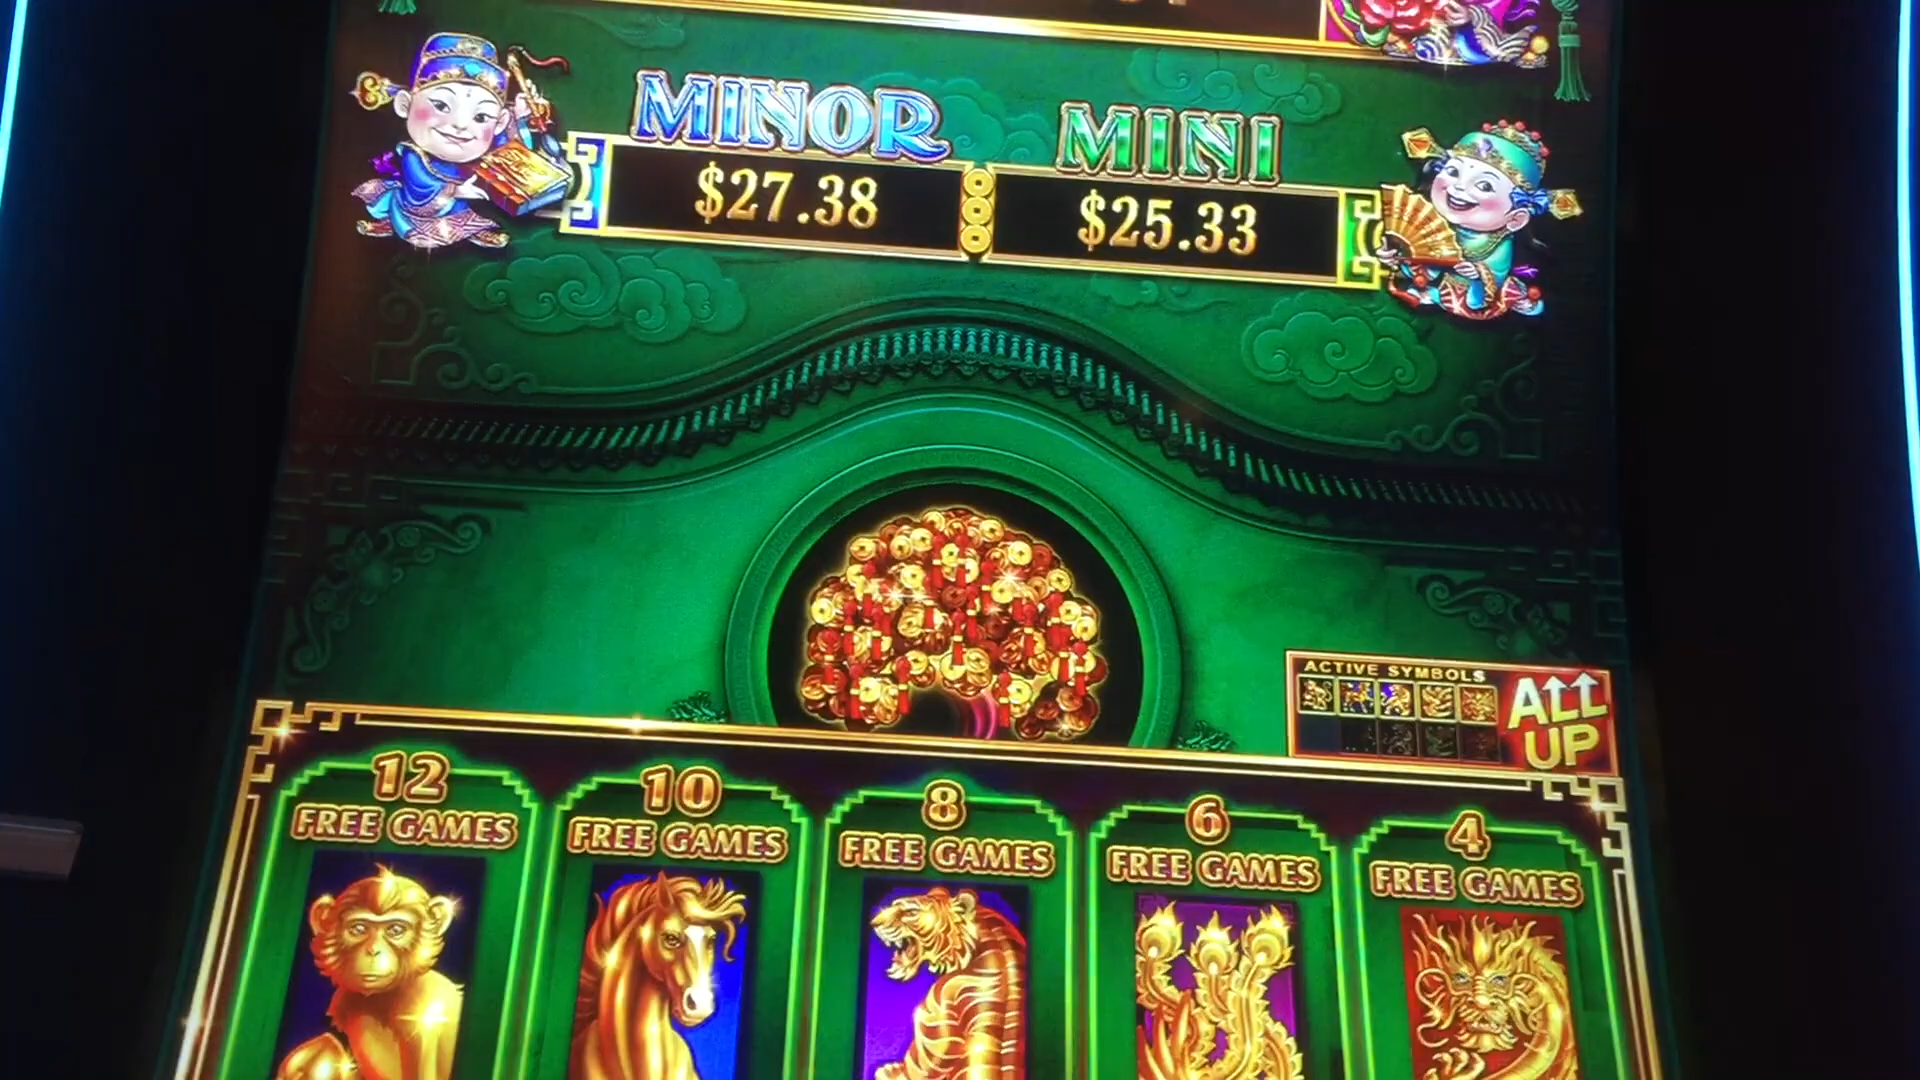 MINOR
MINI
$27.38
$25.33
ACTIVE SYMBOLS
ALL
UP
12
FREE GAMES
10
FREE GAMES
8
FREE GAMES
6
FREE GAMES
4
FREE GAMES